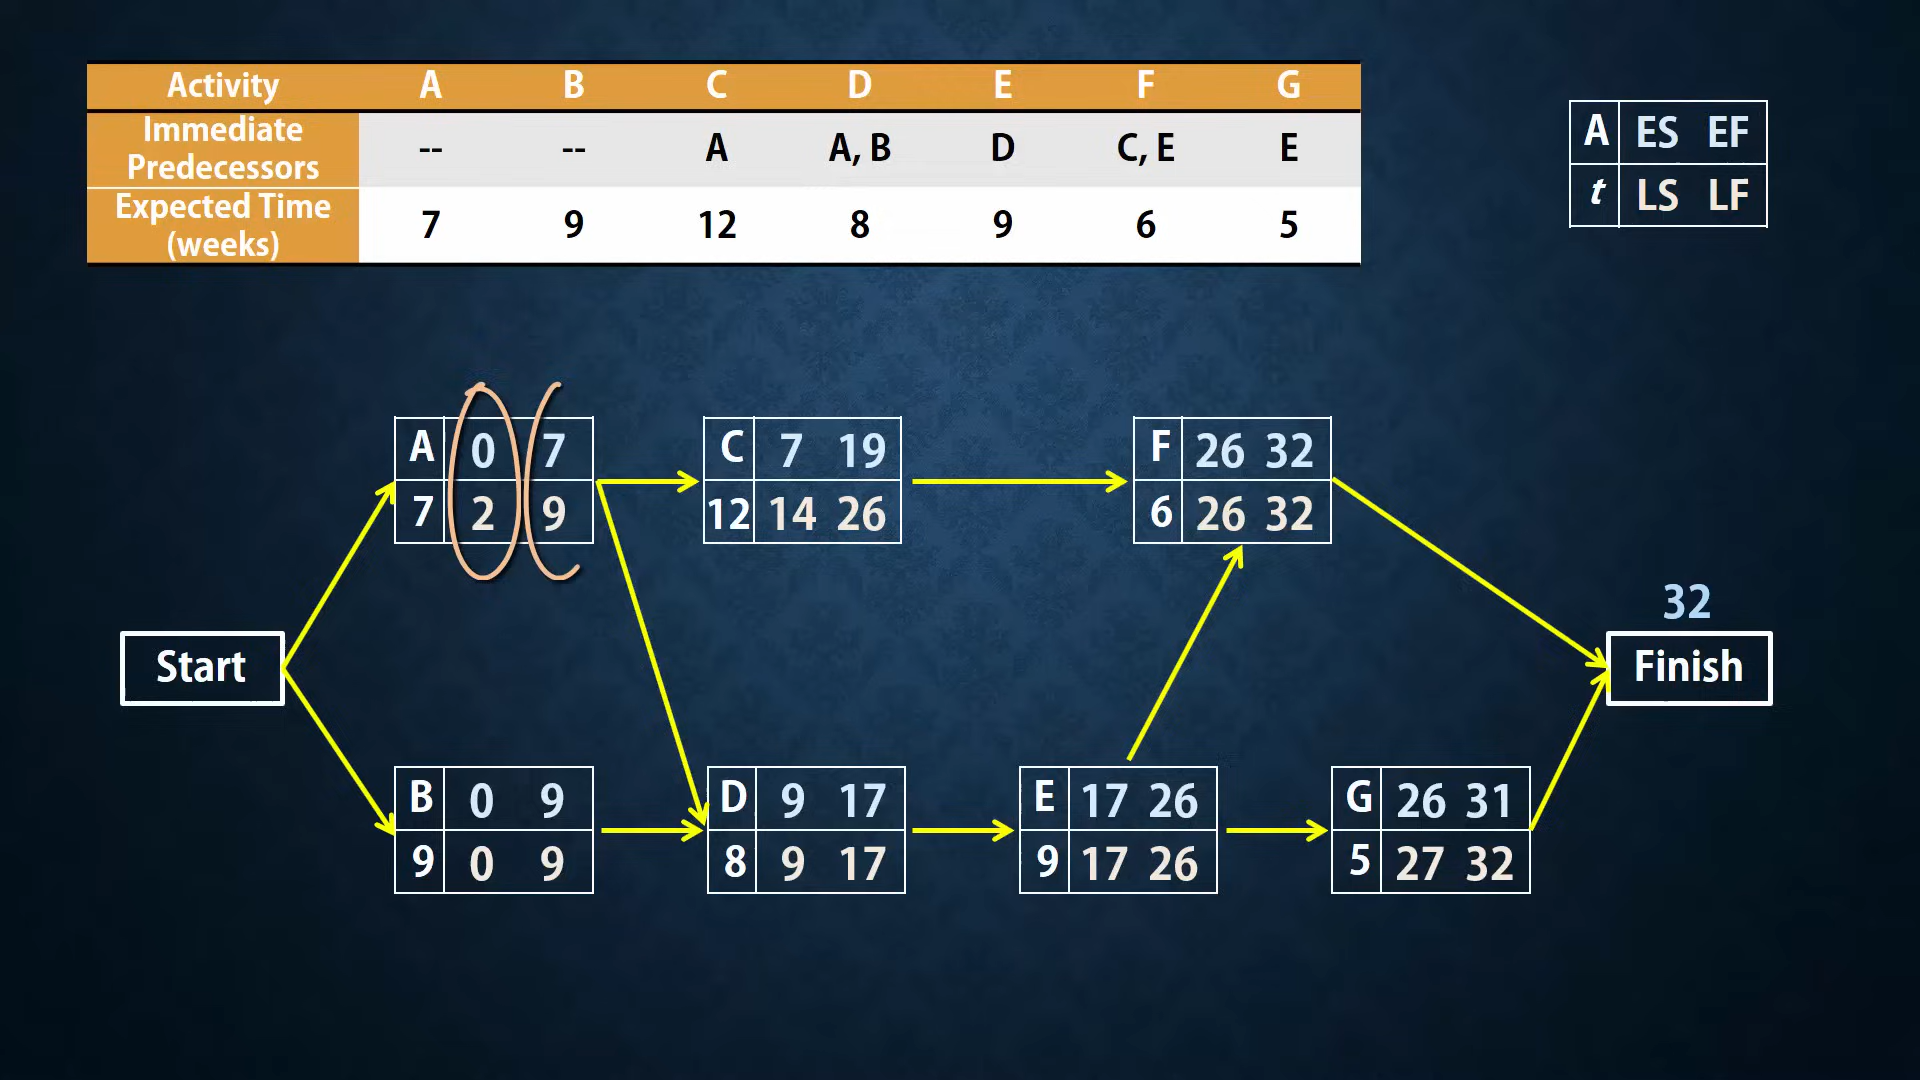 Activity A B C D E F G
Immediate Predecessors -- -- A A, B D C, E E
Expected Time (weeks) 7 9 12 8 9 6 5
A ES EF
t LS LF
A 0 7
7 2 9
C 7 19
12 14 26
F 26 32
6 26 32
32
Start
Finish
B 0 9
9 0 9
D 9 17
8 9 17
E 17 26
9 17 26
G 26 31
5 27 32